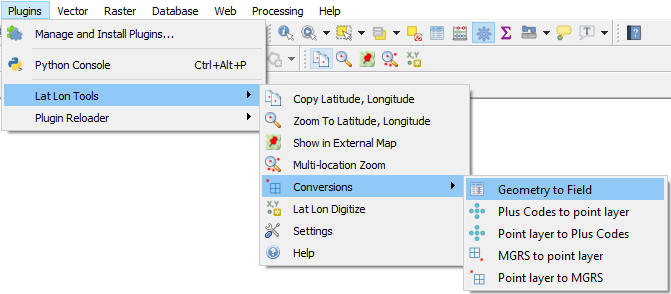 Plugins Vector Raster Database Web Processing Help
Manage and Install Plugins...
Python Console Ctrl+Alt+P
Lat Lon Tools
Plugin Reloader
Copy Latitude, Longitude
Zoom To Latitude, Longitude
Show in External Map
Multi-location Zoom
Conversions
X,Y Lat Lon Digitize
Settings
Help
Geometry to Field
Plus Codes to point layer
Point layer to Plus Codes
MGRS to point layer
Point layer to MGRS
X,Y